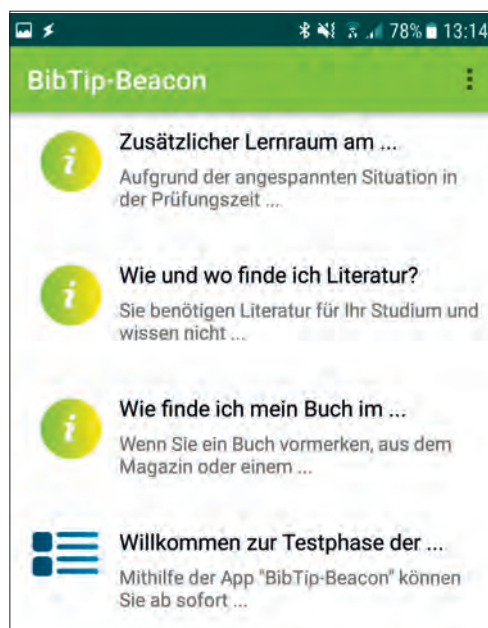 78% 13:14
BibTip-Beacon
Zusätzlicher Lernraum am ...
Aufgrund der angespannten Situation in
der Prüfungszeit ...
Wie und wo finde ich Literatur?
Sie benötigen Literatur für Ihr Studium und
wissen nicht ...
Wie finde ich mein Buch im ...
Wenn Sie ein Buch vormerken, aus dem
Magazin oder einem ...
Willkommen zur Testphase der ...
Mithilfe der App "BibTip-Beacon" können
Sie ab sofort ...